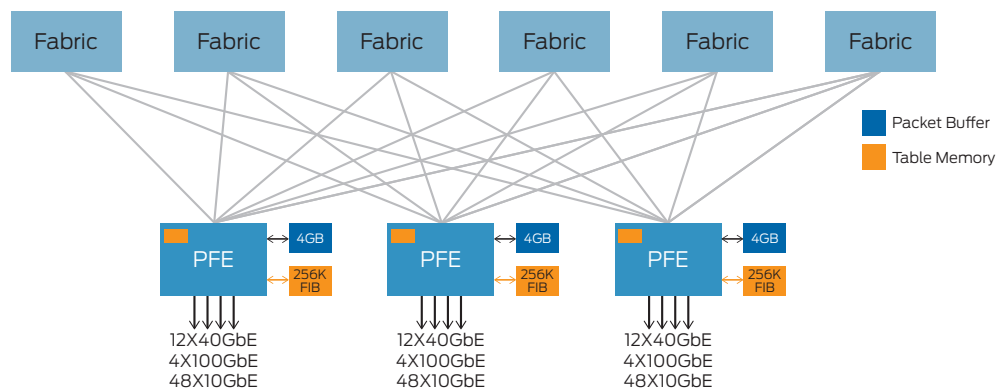 Fabric
Fabric
Fabric
Fabric
Fabric
Fabric
Packet Buffer
Table Memory
PFE
4GB
256K
FIB
PFE
4GB
256K
FIB
PFE
4GB
256K
FIB
12X40GbE
4X100GbE
48X10GbE
12X40GbE
4X100GbE
48X10GbE
12X40GbE
4X100GbE
48X10GbE